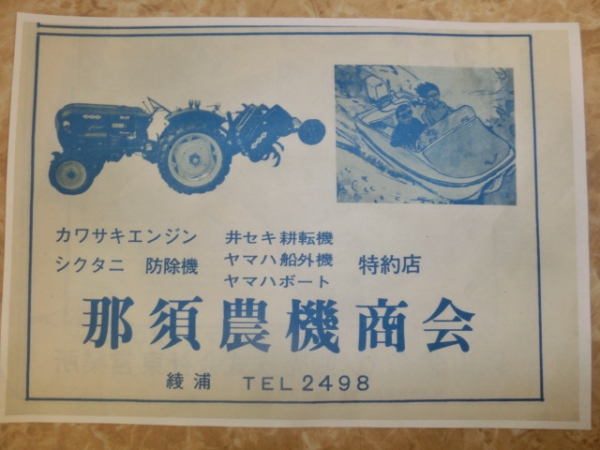 カワサキエンジン 井セキ耕転機
シクタニ 防除機 ヤマハ船外機 特約店
ヤマハボート
那須農機商会
綾浦 TEL2498